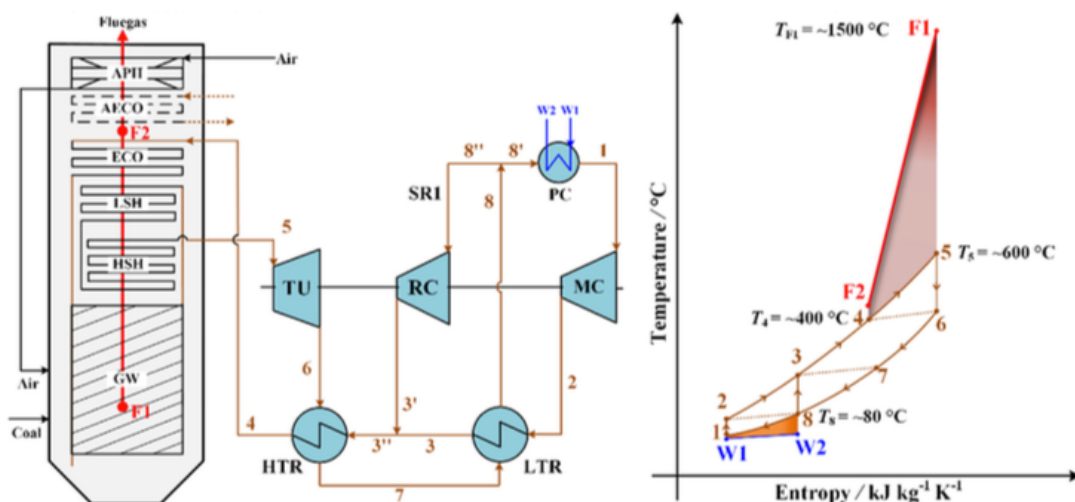 Fluegas
Air
APH
AECO
F2
ECO
LSH
HSH
GW
F1
Air
Coal
5
TU
RC
MC
SR1
8''
8'
8
W2
W1
PC
1
6
3'
2
4
3''
3
HTR
LTR
7
Temperature / °C
T_F1 = ~1500 °C
F1
5
T_5 = ~600 °C
F2
T_4 = ~400 °C
4
6
3
7
2
8
T_8 = ~80 °C
1
W1
W2
Entropy / kJ kg⁻¹ K⁻¹